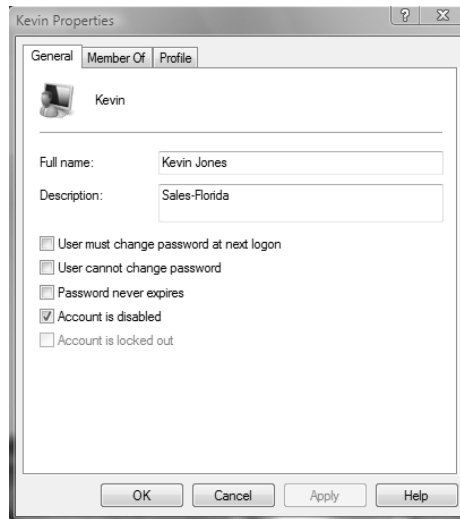 Kevin Properties
General Member Of Profile
Kevin
Full name: Kevin Jones
Description: Sales-Florida
User must change password at next logon
User cannot change password
Password never expires
Account is disabled
Account is locked out
OK Cancel Apply Help